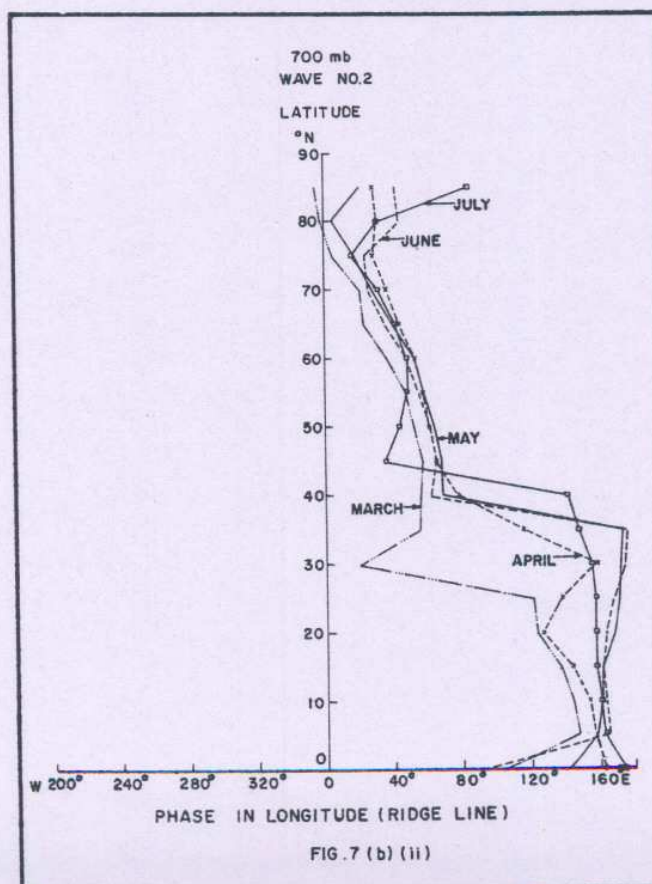 700 mb
WAVE NO.2
LATITUDE
°N
90
80
70
60
50
40
30
20
10
0
JULY
JUNE
MAY
MARCH
APRIL
W 200° 240° 280° 320° 0 40° 80° 120° 160E
PHASE IN LONGITUDE (RIDGE LINE)
FIG.7 (b) (ii)